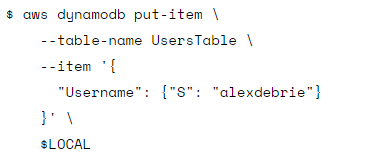 $ aws dynamodb put-item \
    --table-name UsersTable \
    --item '{
      "Username": {"S": "alexdebrie"}
    }' \
    $LOCAL